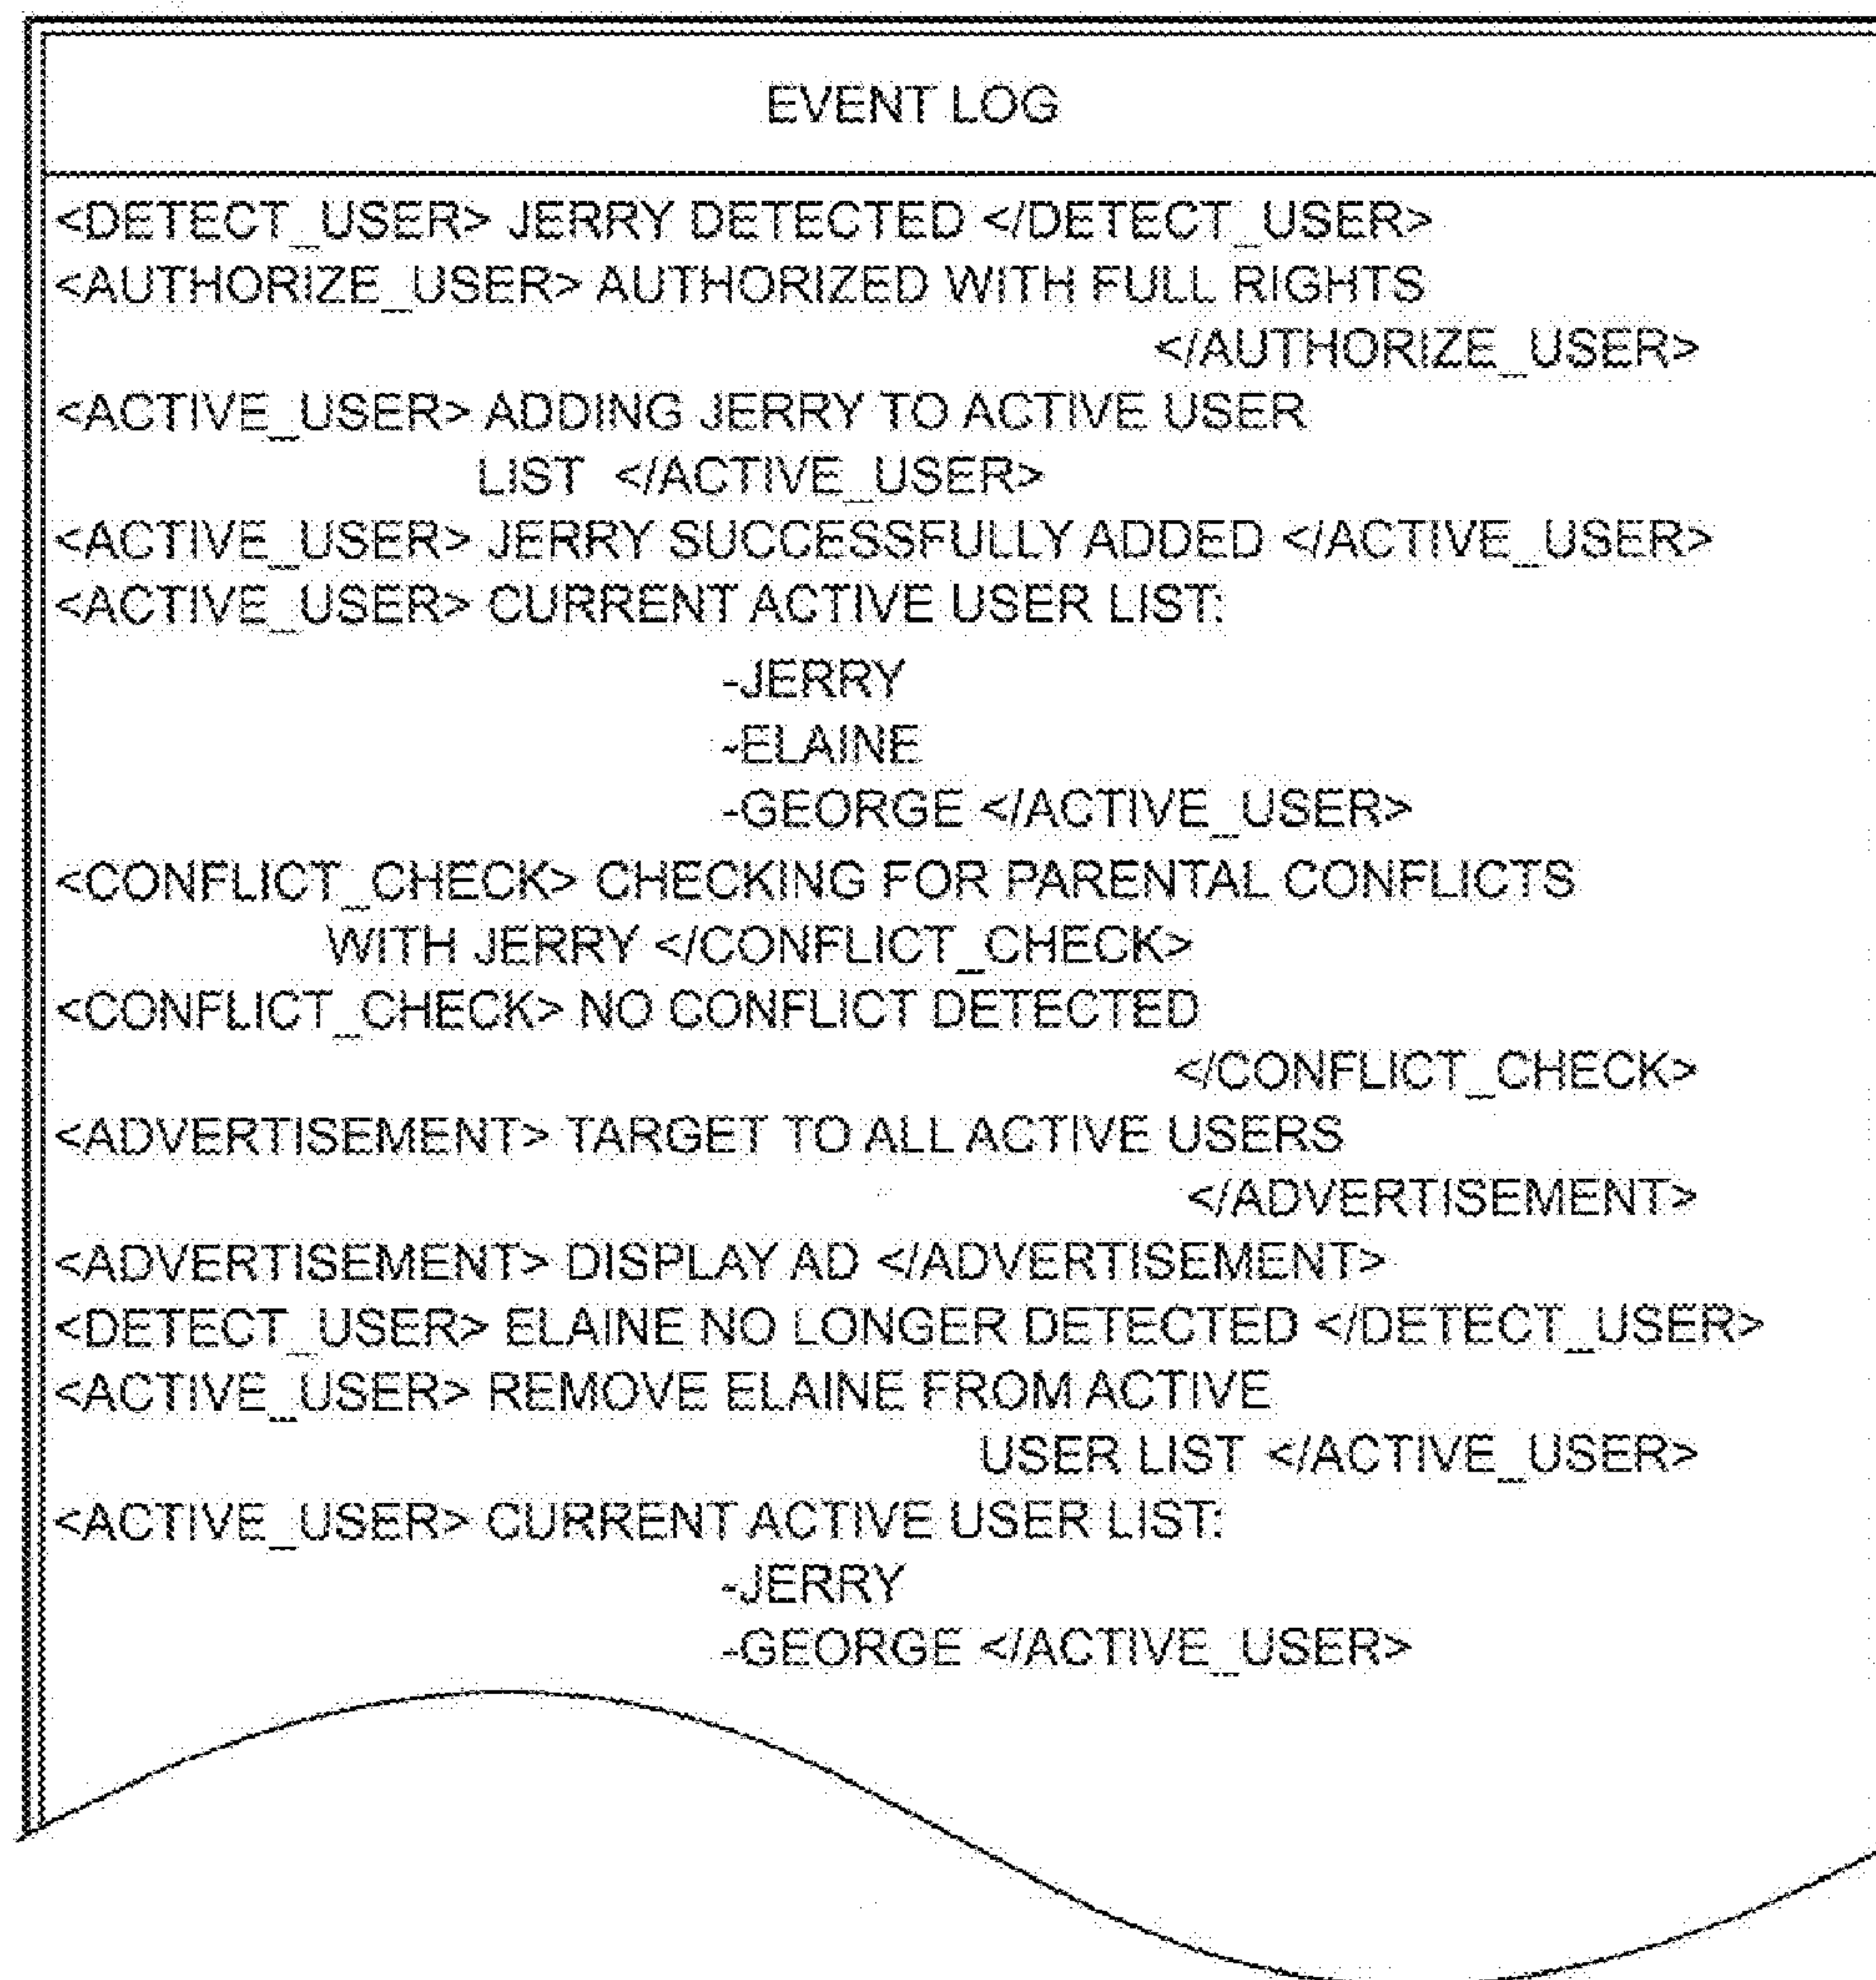 EVENT LOG
<DETECT_USER> JERRY DETECTED </DETECT_USER>
<AUTHORIZE_USER> AUTHORIZED WITH FULL RIGHTS
</AUTHORIZE_USER>
<ACTIVE_USER> ADDING JERRY TO ACTIVE USER
LIST </ACTIVE_USER>
<ACTIVE_USER> JERRY SUCCESSFULLY ADDED </ACTIVE_USER>
<ACTIVE_USER> CURRENT ACTIVE USER LIST:
-JERRY
-ELAINE
-GEORGE </ACTIVE_USER>
<CONFLICT_CHECK> CHECKING FOR PARENTAL CONFLICTS
WITH JERRY </CONFLICT_CHECK>
<CONFLICT_CHECK> NO CONFLICT DETECTED
</CONFLICT_CHECK>
<ADVERTISEMENT> TARGET TO ALL ACTIVE USERS
</ADVERTISEMENT>
<ADVERTISEMENT> DISPLAY AD </ADVERTISEMENT>
<DETECT_USER> ELAINE NO LONGER DETECTED </DETECT_USER>
<ACTIVE_USER> REMOVE ELAINE FROM ACTIVE
USER LIST </ACTIVE_USER>
<ACTIVE_USER> CURRENT ACTIVE USER LIST:
-JERRY
-GEORGE </ACTIVE_USER>